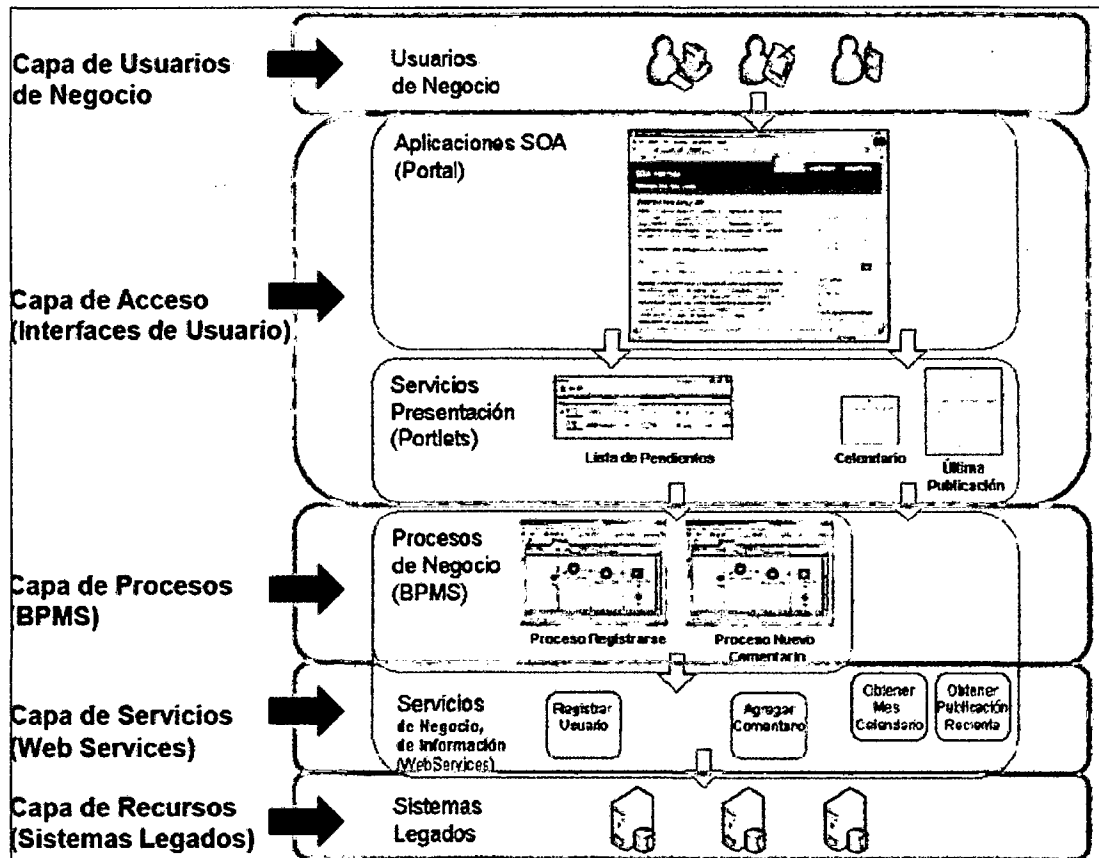 Capa de Usuarios
de Negocio
Usuarios
de Negocio
Capa de Acceso
(Interfaces de Usuario)
Aplicaciones SOA
(Portal)
Servicios
Presentación
(Portlets)
Lista de Pendientos
Celondario
Última
Publicación
Capa de Procesos
(BPMS)
Procesos
de Negocio
(BPMS)
Proceso Registrarse
Proceso Nuevo
Comentario
Capa de Servicios
(Web Services)
Servicios
de Negocio,
de Información
(WebServices)
Registrar
Usuario
Agregar
Comentaro
Obtener
Mes
Calendario
Obtener
Publicación
Reciente
Capa de Recursos
(Sistemas Legados)
Sistemas
Legados